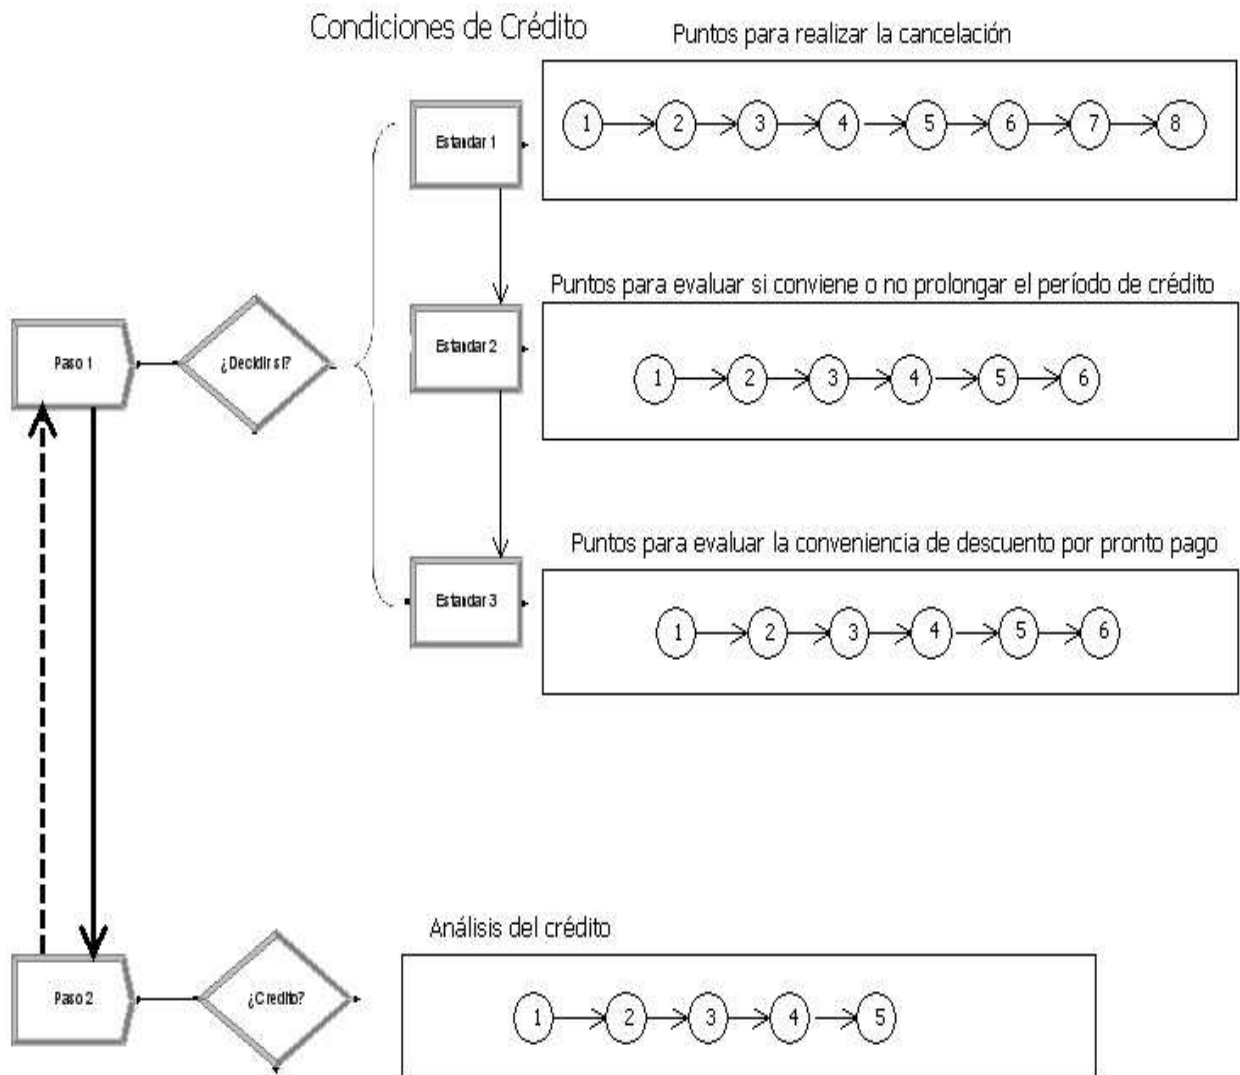 Condiciones de Crédito
Puntos para realizar la cancelación
Estandar 1
1 2 3 4 5 6 7 8
Puntos para evaluar si conviene o no prolongar el período de crédito
Paso 1
¿Decidir si?
Estandar 2
1 2 3 4 5 6
Puntos para evaluar la conveniencia de descuento por pronto pago
Estandar 3
1 2 3 4 5 6
Análisis del crédito
Paso 2
¿Credito?
1 2 3 4 5